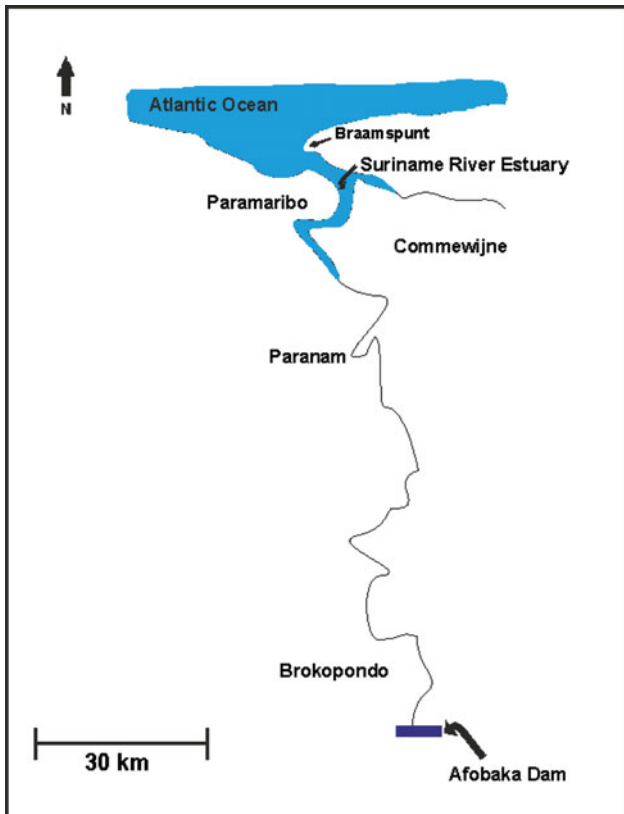 Atlantic Ocean
N
Braamspunt
Suriname River Estuary
Paramaribo
Commewijne
Paranam
Brokopondo
30 km
Afobaka Dam